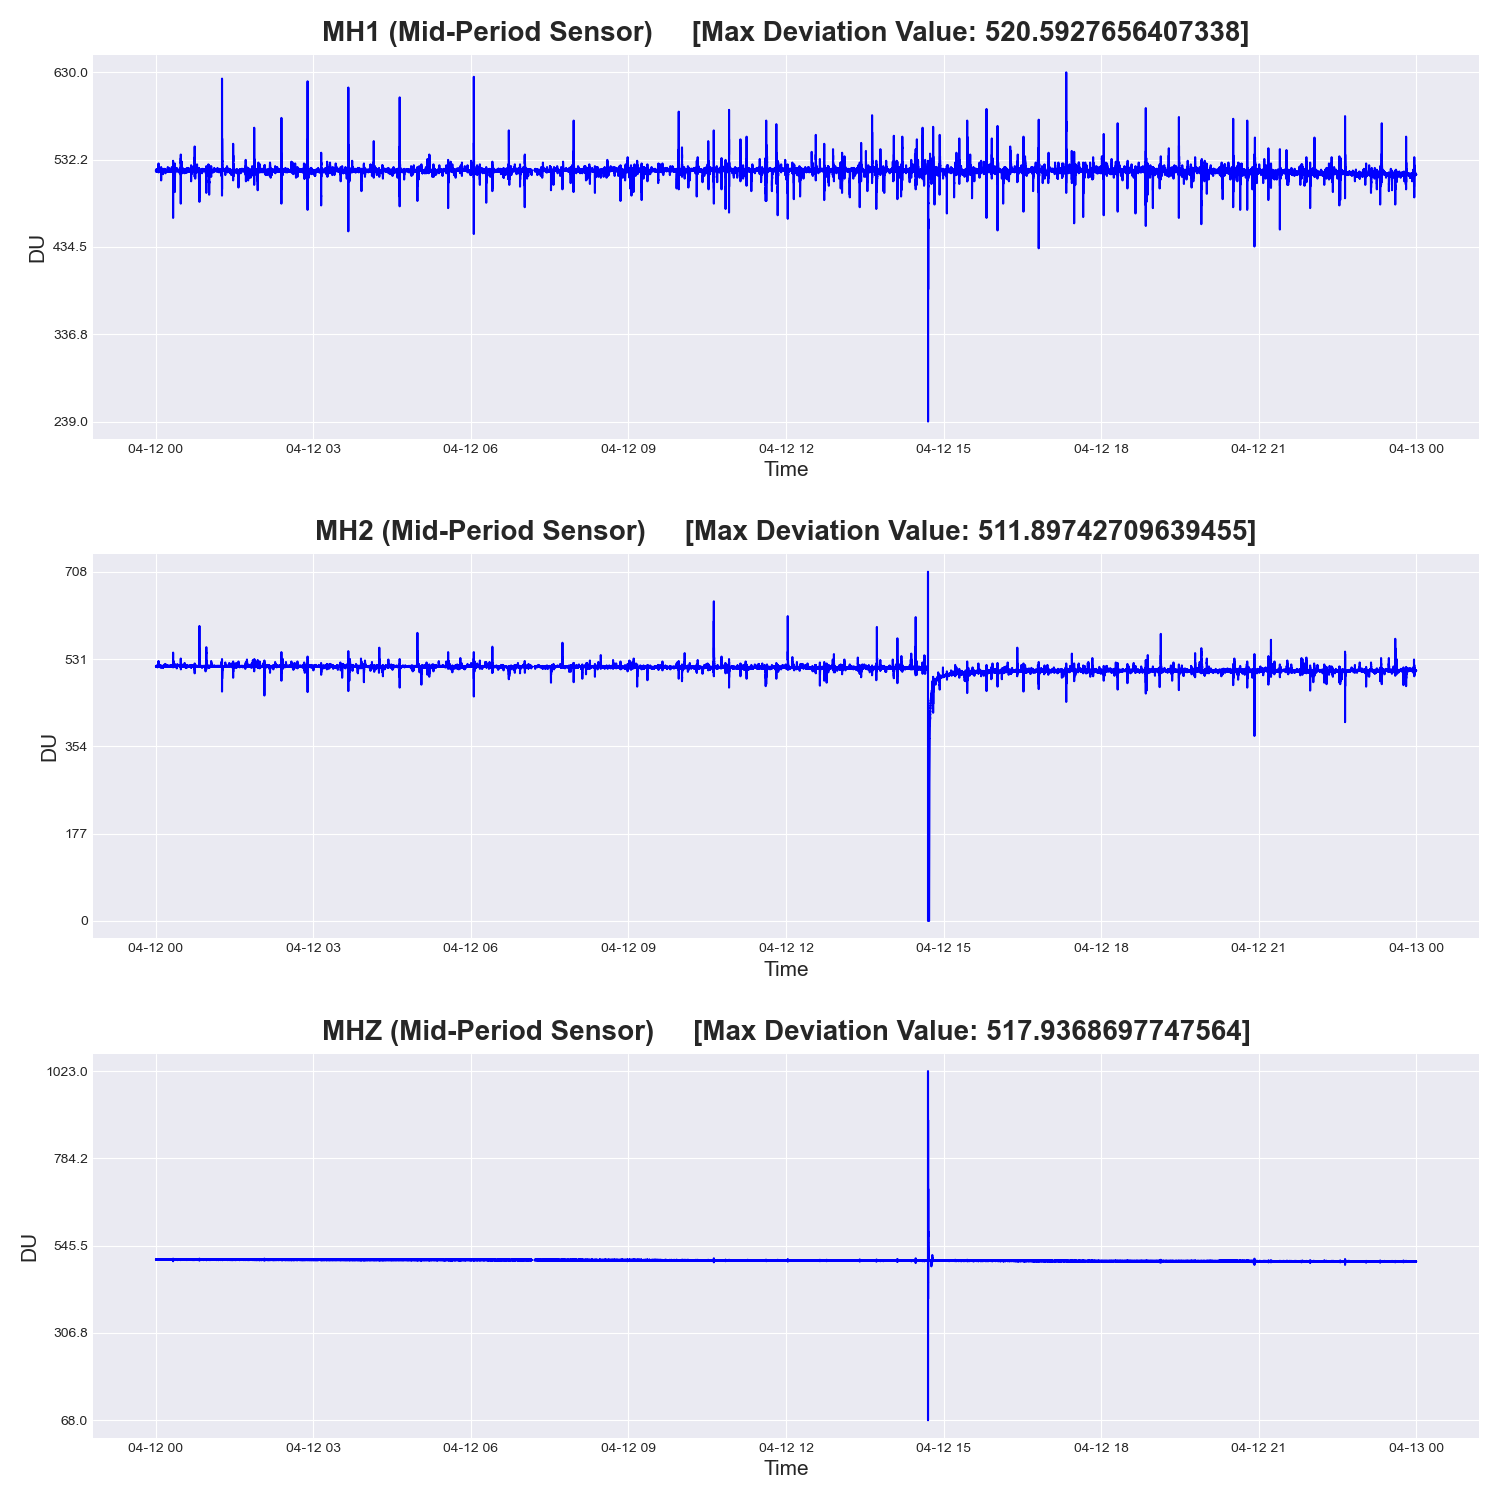 MH1 (Mid-Period Sensor) [Max Deviation Value: 520.5927656407338]
630.0
532.2
434.5
336.8
239.0
DU
04-12 00 04-12 03 04-12 06 04-12 09 04-12 12 04-12 15 04-12 18 04-12 21 04-13 00
Time
MH2 (Mid-Period Sensor) [Max Deviation Value: 511.89742709639455]
708
531
354
177
0
DU
04-12 00 04-12 03 04-12 06 04-12 09 04-12 12 04-12 15 04-12 18 04-12 21 04-13 00
Time
MHZ (Mid-Period Sensor) [Max Deviation Value: 517.9368697747564]
1023.0
784.2
545.5
306.8
68.0
DU
04-12 00 04-12 03 04-12 06 04-12 09 04-12 12 04-12 15 04-12 18 04-12 21 04-13 00
Time